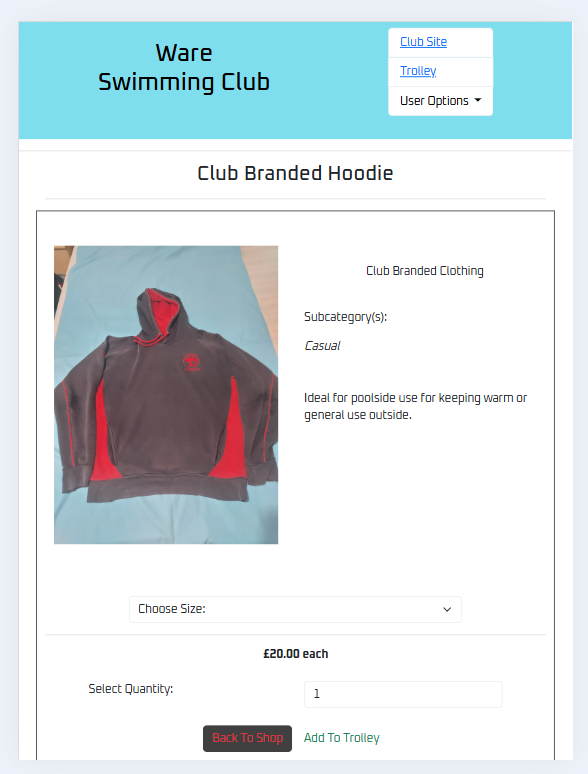 Ware
Swimming Club
Club Site
Trolley
User Options
Club Branded Hoodie
Club Branded Clothing
Subcategory(s):
Casual
Ideal for poolside use for keeping warm or
general use outside.
Choose Size:
£20.00 each
Select Quantity:
1
Back To Shop
Add To Trolley